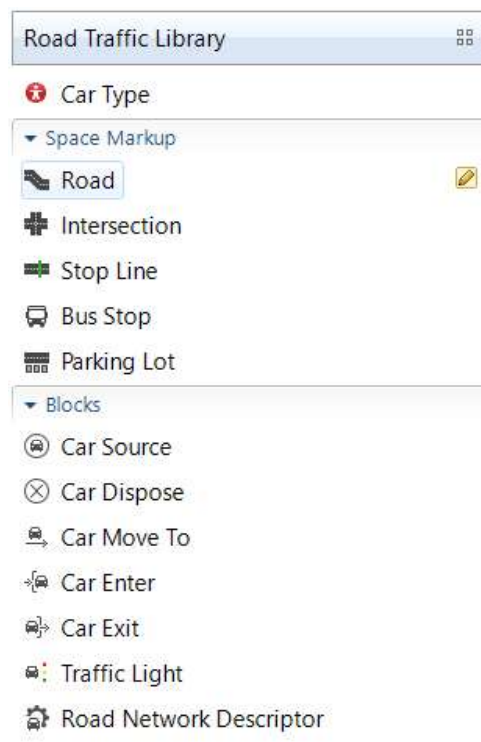 Road Traffic Library
Car Type
Space Markup
Road
Intersection
Stop Line
Bus Stop
Parking Lot
Blocks
Car Source
Car Dispose
Car Move To
Car Enter
Car Exit
Traffic Light
Road Network Descriptor